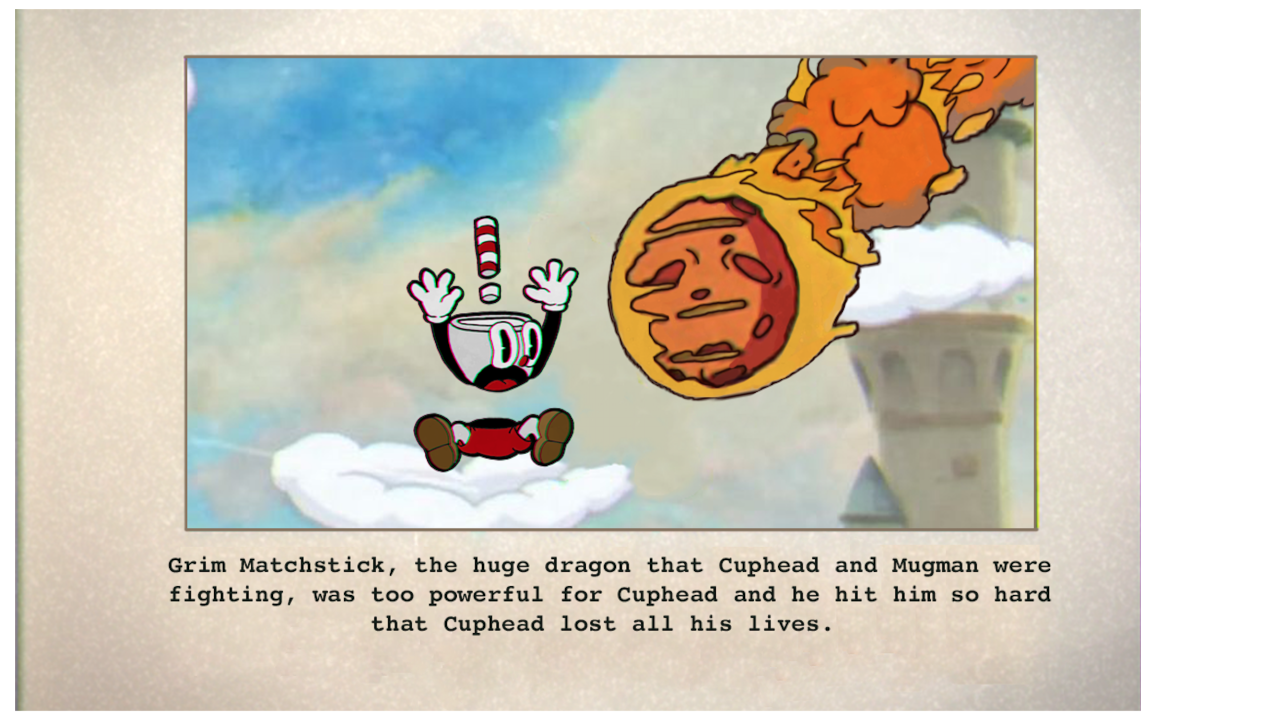 Grim Matchstick, the huge dragon that Cuphead and Mugman were
fighting, was too powerful for Cuphead and he hit him so hard
that Cuphead lost all his lives.